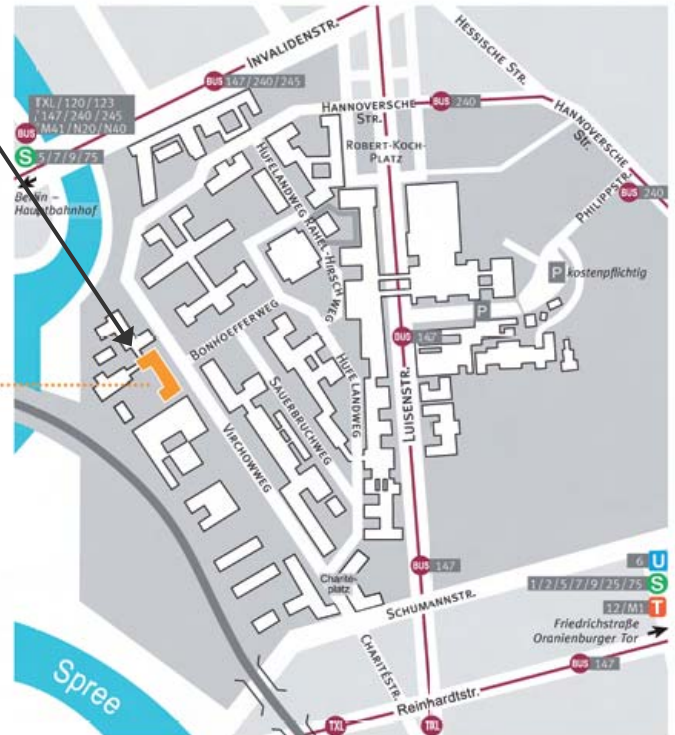 INVALIDENSTR.
HESSISCHE STR.
BUS 147/240/245
TXL/120/123
/147/240/245
BUS /M41/N20/N40
S 5/7/9/75
HANNOVERSCHE
STR.
BUS 240
HANNOVERSCHE
Str.
ROBERT-KOCH-
PLATZ
Berlin –
Hauptbahnhof
HUFELANDWEG
RAHEL-HIRSCH WEG
PHILIPPSTR.
BUS 240
P kostenpflichtig
P
BONHOEFFERWEG
BUS 147
SAUERBRUCHWEG
HUFELANDWEG
LUISENSTR.
VIRCHOWWEG
BUS 147
6 U
1/2/5/7/9/25/75 S
12/M1 T
Friedrichstraße
Oranienburger Tor
Charité-
platz
SCHUMANNSTR.
CHARITÉSTR.
BUS 147
Spree
Reinhardtstr.
TXL
TXL